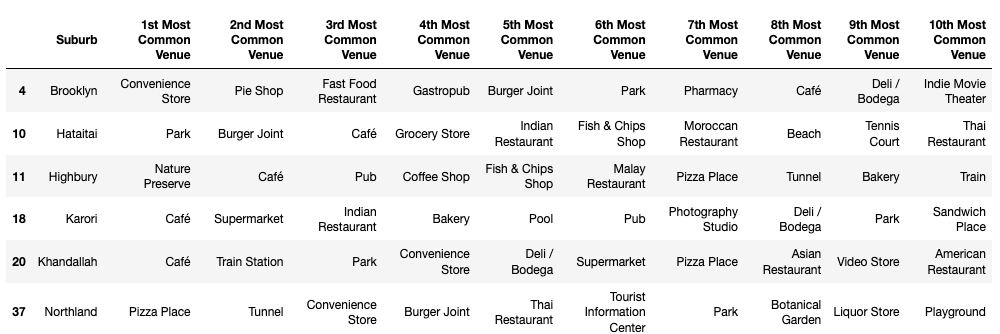 Suburb 1st Most Common Venue 2nd Most Common Venue 3rd Most Common Venue 4th Most Common Venue 5th Most Common Venue 6th Most Common Venue 7th Most Common Venue 8th Most Common Venue 9th Most Common Venue 10th Most Common Venue
4 Brooklyn Convenience Store Pie Shop Fast Food Restaurant Gastropub Burger Joint Park Pharmacy Café Deli / Bodega Indie Movie Theater
10 Hataitai Park Burger Joint Café Grocery Store Indian Restaurant Fish & Chips Shop Moroccan Restaurant Beach Tennis Court Thai Restaurant
11 Highbury Nature Preserve Café Pub Coffee Shop Fish & Chips Shop Malay Restaurant Pizza Place Tunnel Bakery Train
18 Karori Café Supermarket Indian Restaurant Bakery Pool Pub Photography Studio Deli / Bodega Park Sandwich Place
20 Khandallah Café Train Station Park Convenience Store Deli / Bodega Supermarket Pizza Place Asian Restaurant Video Store American Restaurant
37 Northland Pizza Place Tunnel Convenience Store Burger Joint Thai Restaurant Tourist Information Center Park Botanical Garden Liquor Store Playground